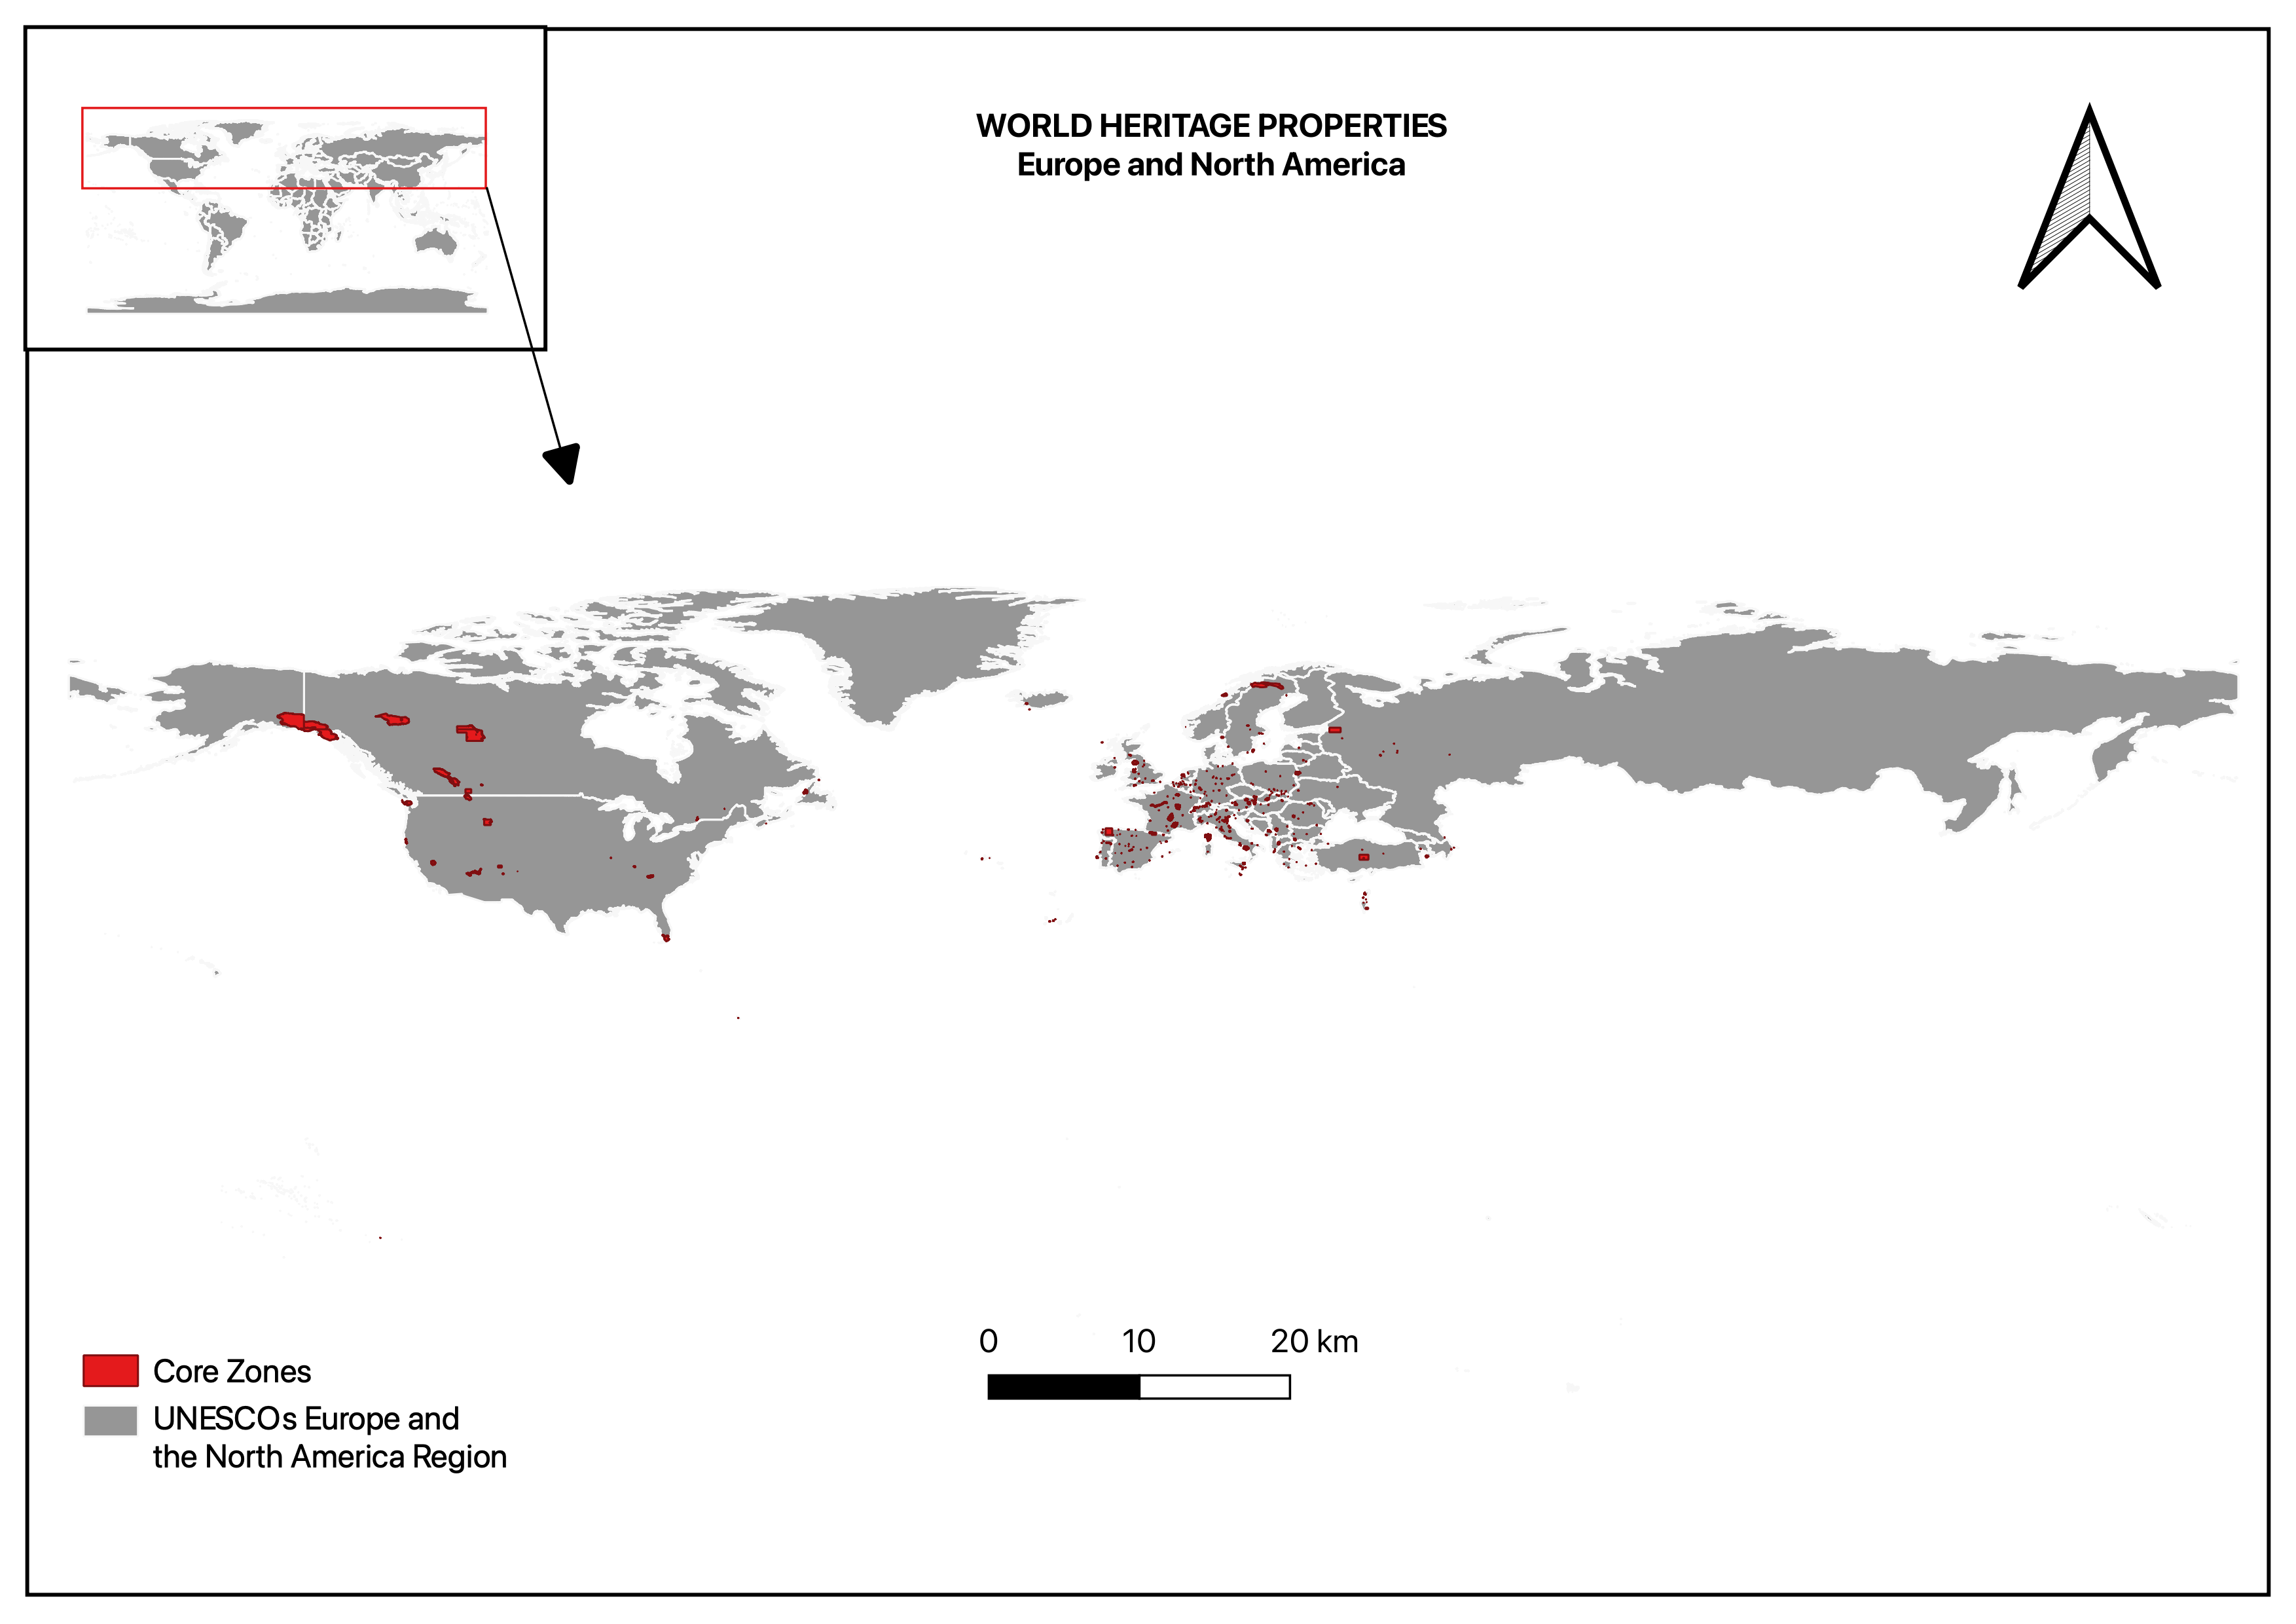 WORLD HERITAGE PROPERTIES
Europe and North America
0 10 20 km
Core Zones
UNESCOs Europe and
the North America Region